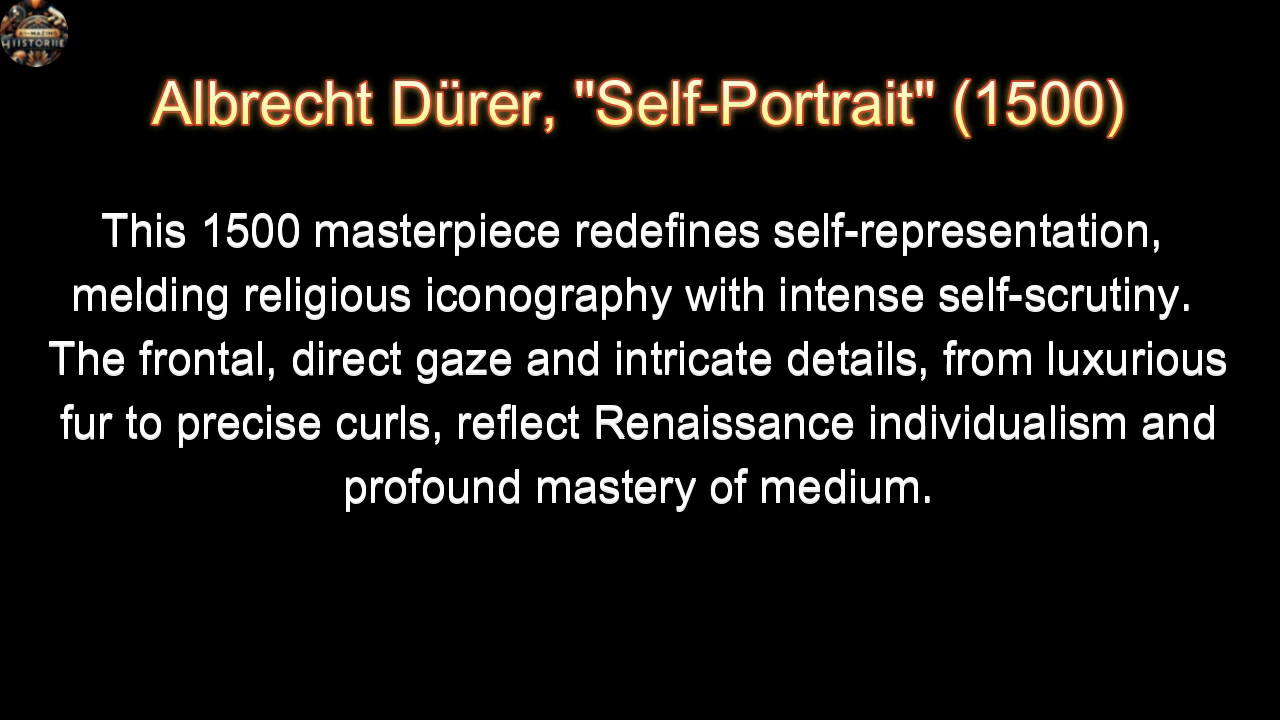 Albrecht Dürer, "Self-Portrait" (1500)
This 1500 masterpiece redefines self-representation,
melding religious iconography with intense self-scrutiny.
The frontal, direct gaze and intricate details, from luxurious
fur to precise curls, reflect Renaissance individualism and
profound mastery of medium.